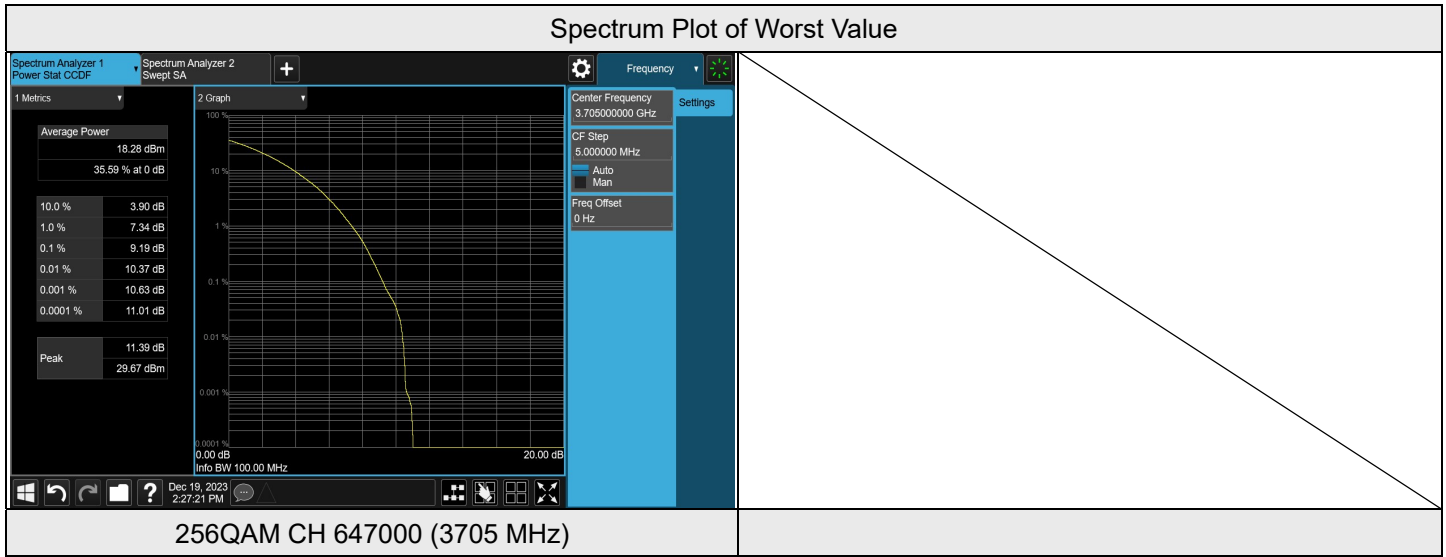 Spectrum Plot of Worst Value
Spectrum Analyzer 1
Power Stat CCDF
Spectrum Analyzer 2
Swept SA
+
Frequency
1 Metrics
2 Graph
Average Power
18.28 dBm
35.59 % at 0 dB
10.0 % 3.90 dB
1.0 % 7.34 dB
0.1 % 9.19 dB
0.01 % 10.37 dB
0.001 % 10.63 dB
0.0001 % 11.01 dB
Peak
11.39 dB
29.67 dBm
100 %
10 %
1 %
0.1 %
0.01 %
0.001 %
0.0001 %
0.00 dB 20.00 dB
Info BW 100.00 MHz
Center Frequency
3.705000000 GHz
CF Step
5.000000 MHz
Auto
Man
Freq Offset
0 Hz
Settings
?
Dec 19, 2023
2:27:21 PM
256QAM CH 647000 (3705 MHz)